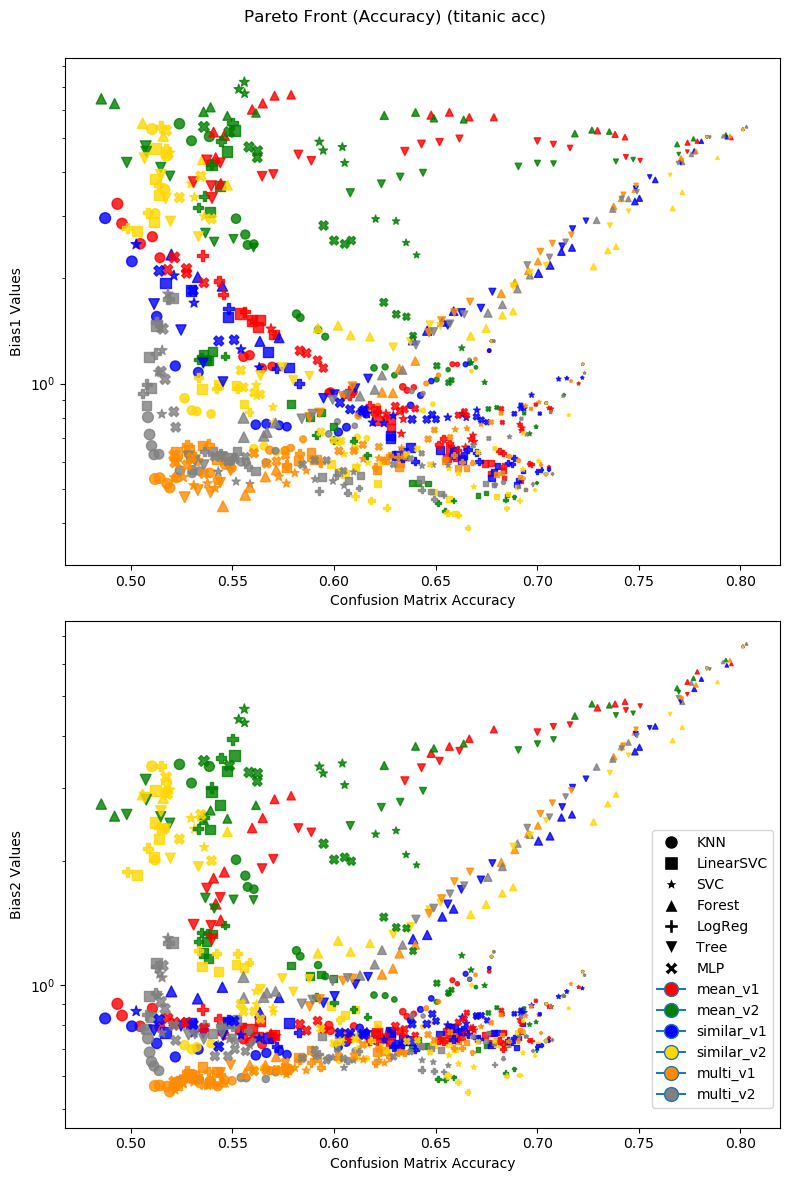 Pareto Front (Accuracy) (titanic acc)
Bias1 Values
10⁰
0.50 0.55 0.60 0.65 0.70 0.75 0.80
Confusion Matrix Accuracy
Bias2 Values
10⁰
KNN
LinearSVC
SVC
Forest
LogReg
Tree
MLP
mean_v1
mean_v2
similar_v1
similar_v2
multi_v1
multi_v2
0.50 0.55 0.60 0.65 0.70 0.75 0.80
Confusion Matrix Accuracy